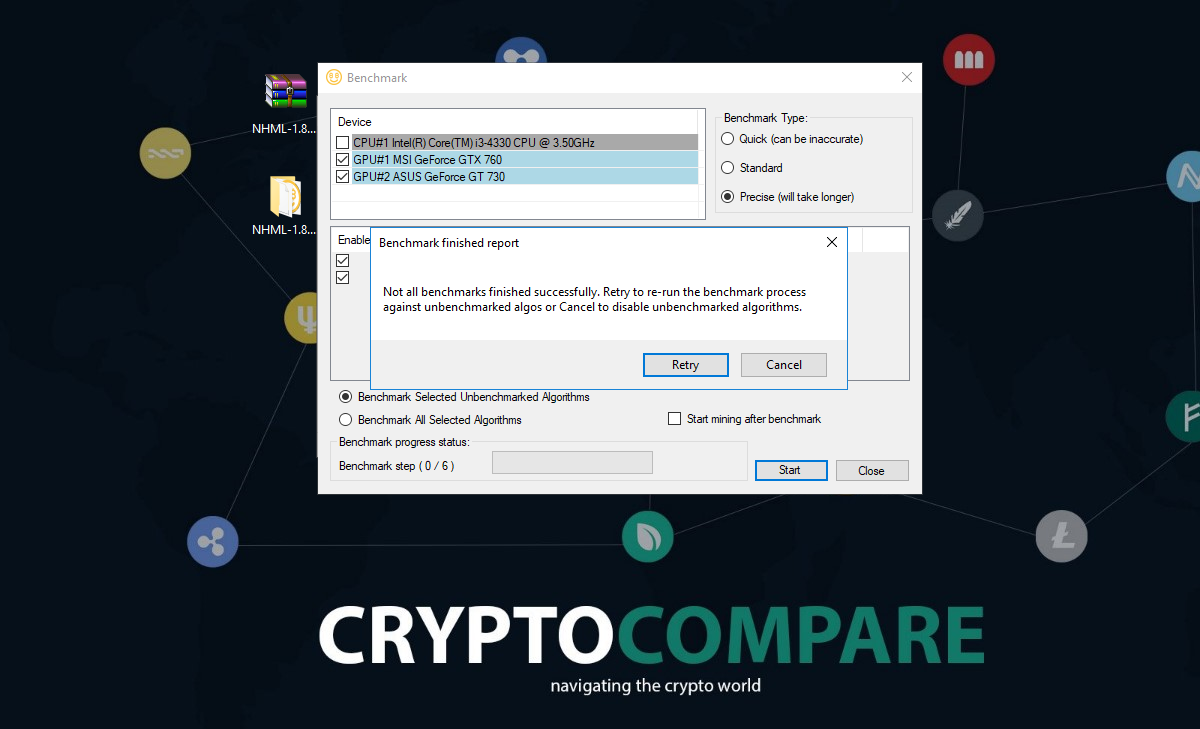 NHML-1.8...
NHML-1.8...
Benchmark
Device
CPU#1 Intel(R) Core(TM) i3-4330 CPU @ 3.50GHz
GPU#1 MSI GeForce GTX 760
GPU#2 ASUS GeForce GT 730
Benchmark Type:
Quick (can be inaccurate)
Standard
Precise (will take longer)
Enable
Benchmark finished report
Not all benchmarks finished successfully. Retry to re-run the benchmark process
against unbenchmarked algos or Cancel to disable unbenchmarked algorithms.
Retry
Cancel
Benchmark Selected Unbenchmarked Algorithms
Benchmark All Selected Algorithms
Start mining after benchmark
Benchmark progress status:
Benchmark step ( 0 / 6 )
Start
Close
CRYPTOCOMPARE
navigating the crypto world